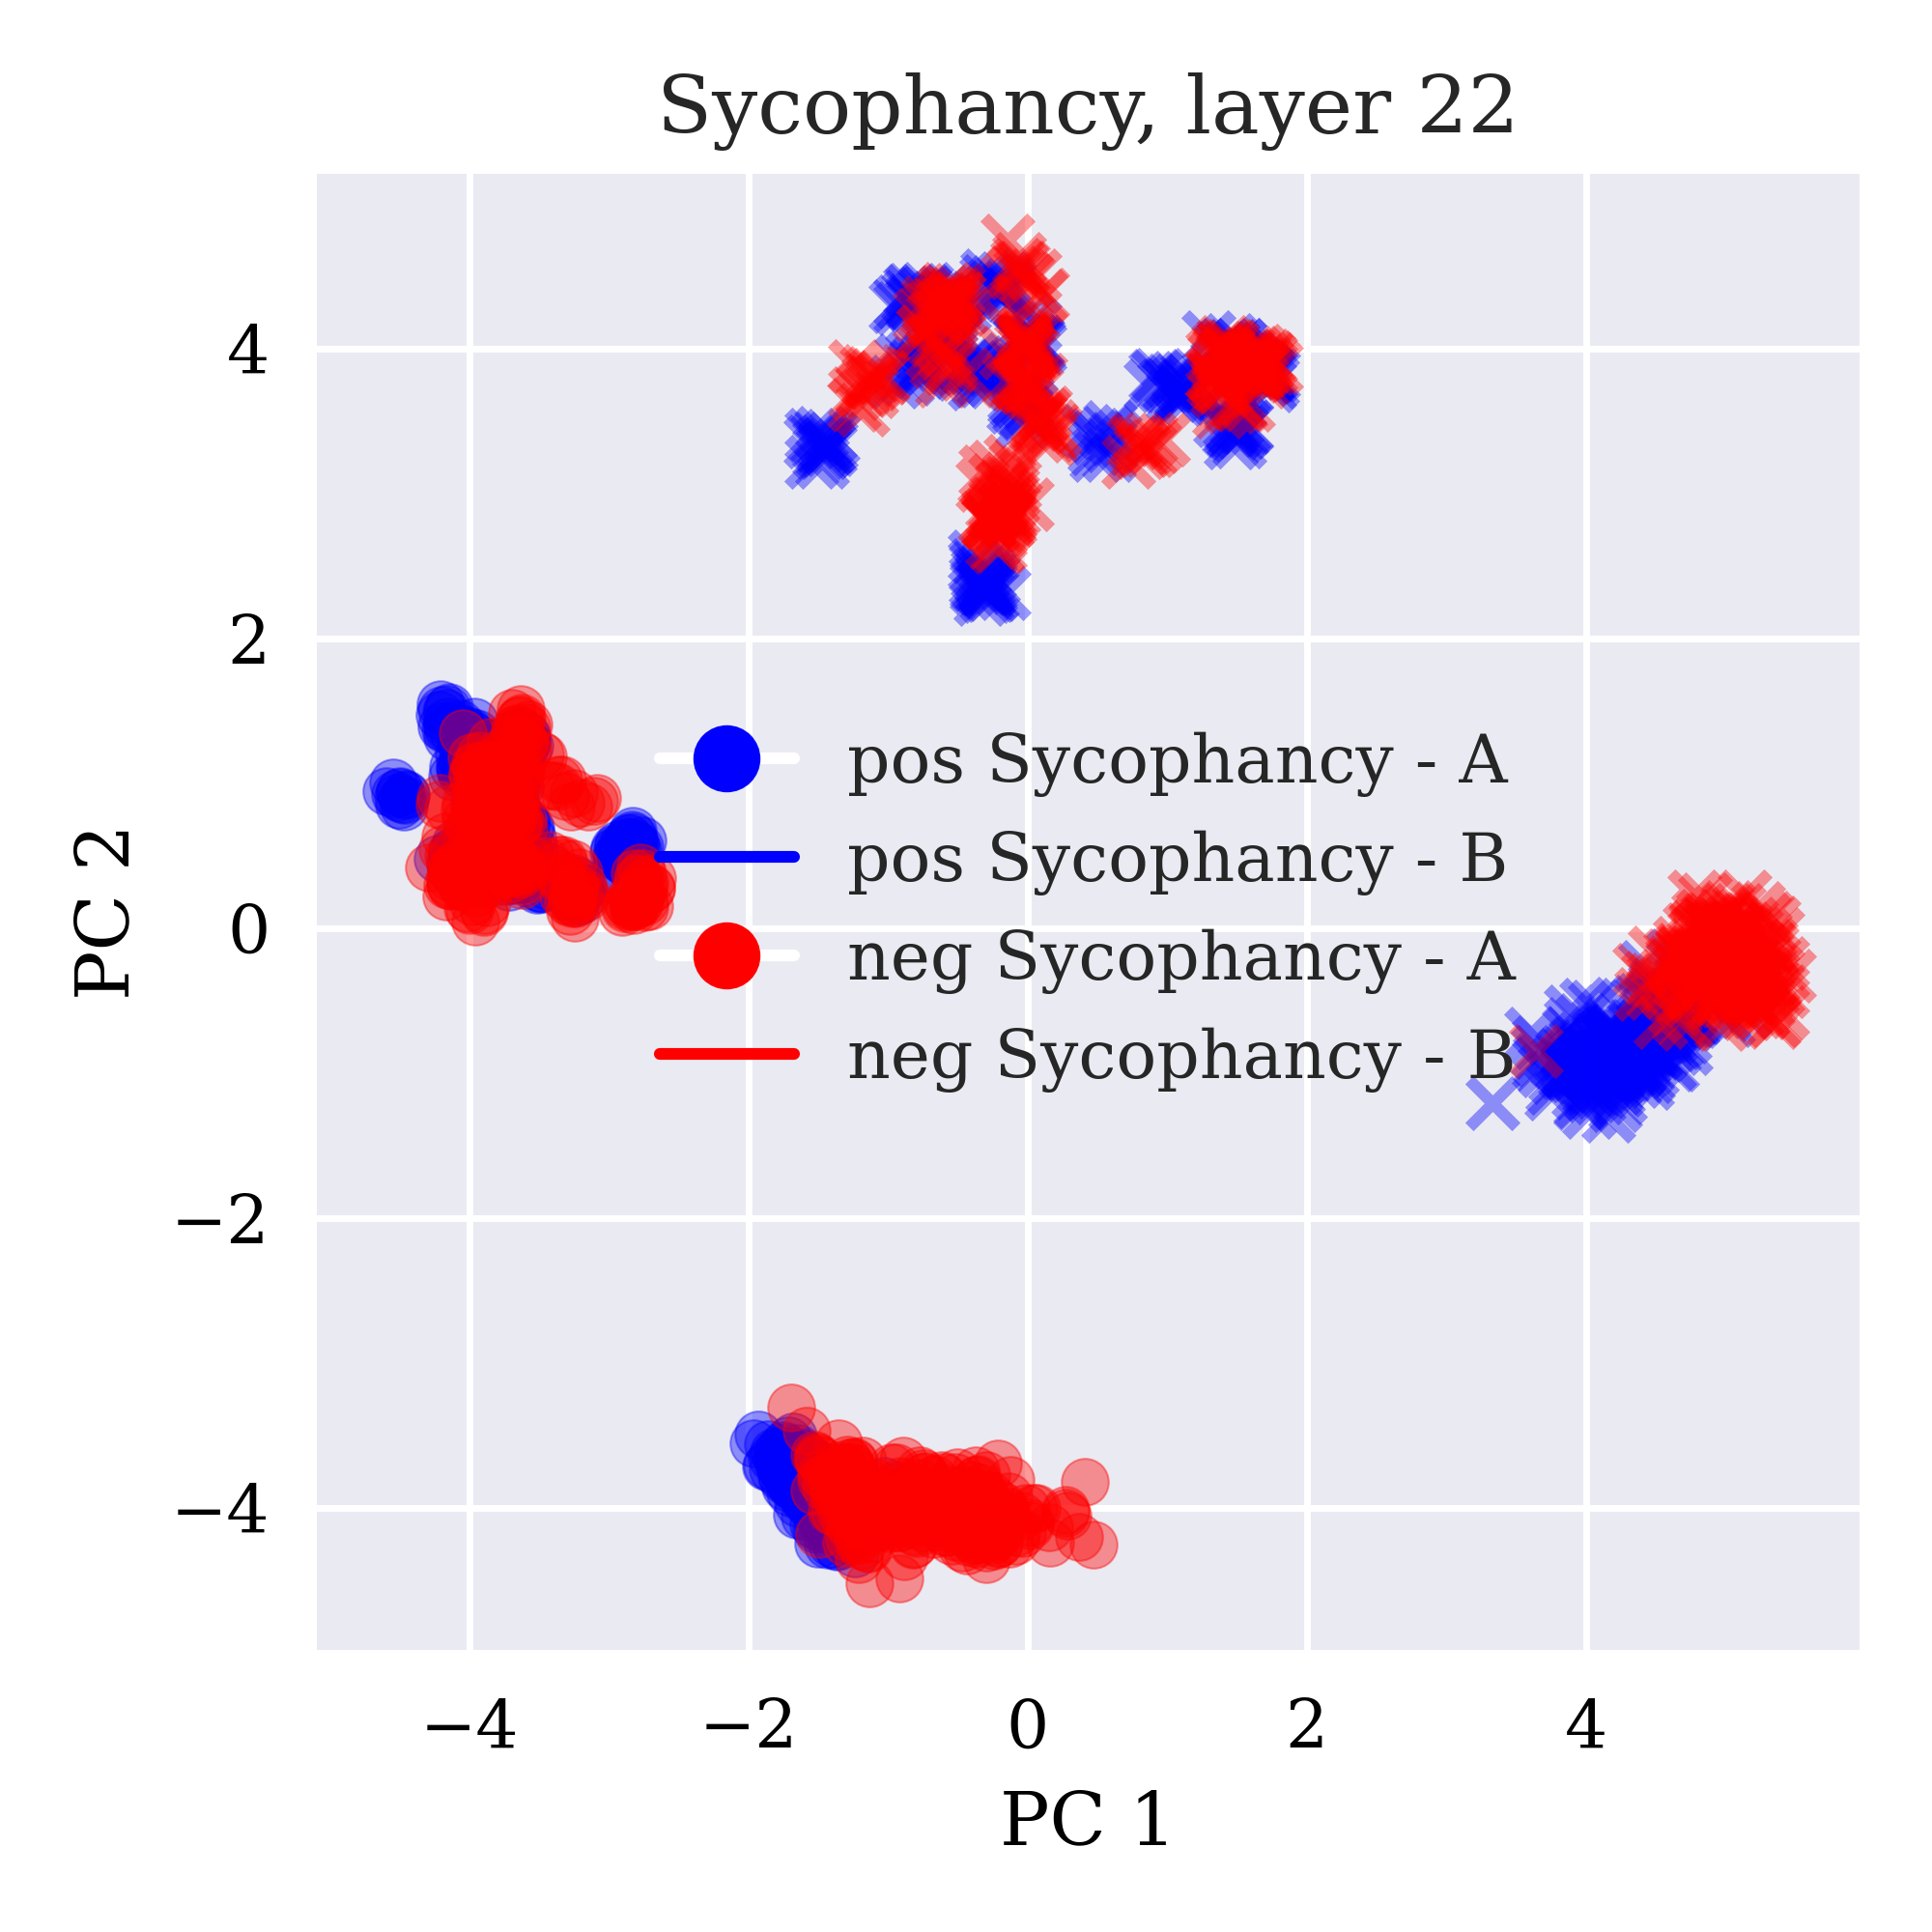 Sycophancy, layer 22
4
2
0
−2
−4
PC 2
pos Sycophancy - A
pos Sycophancy - B
neg Sycophancy - A
neg Sycophancy - B
−4 −2 0 2 4
PC 1